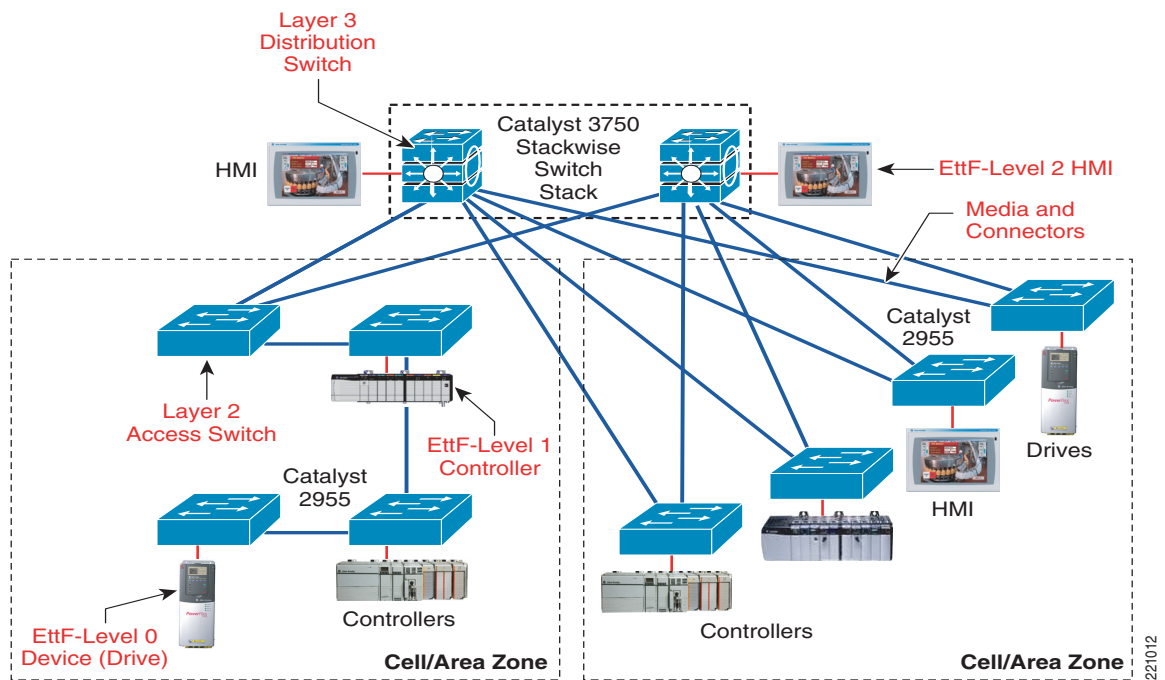 Layer 3
Distribution
Switch
Catalyst 3750
Stackwise
Switch
Stack
HMI
EttF-Level 2 HMI
Media and
Connectors
Layer 2
Access Switch
EttF-Level 1
Controller
Catalyst
2955
Controllers
EttF-Level 0
Device (Drive)
Cell/Area Zone
Catalyst
2955
Drives
HMI
Controllers
Cell/Area Zone
221012